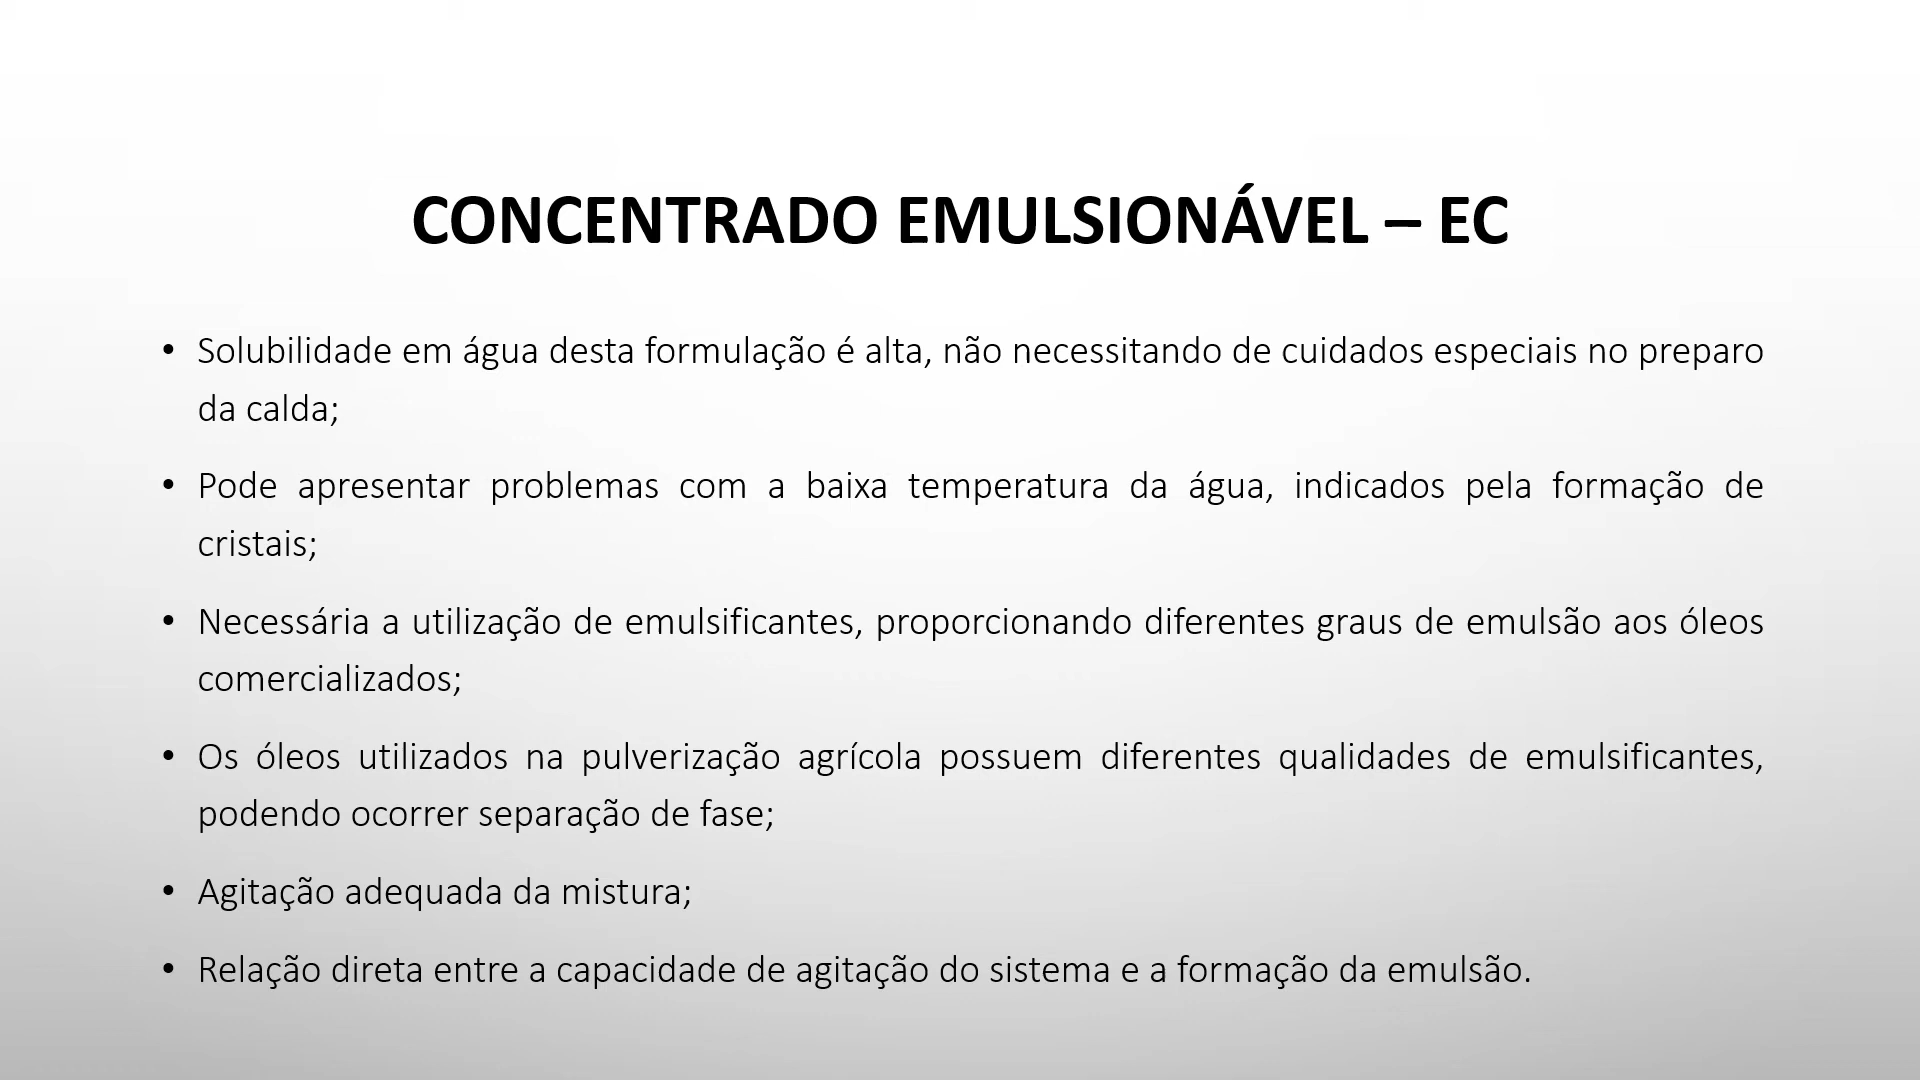 CONCENTRADO EMULSIONÁVEL – EC
• Solubilidade em água desta formulação é alta, não necessitando de cuidados especiais no preparo
da calda;
• Pode apresentar problemas com a baixa temperatura da água, indicados pela formação de
cristais;
• Necessária a utilização de emulsificantes, proporcionando diferentes graus de emulsão aos óleos
comercializados;
• Os óleos utilizados na pulverização agrícola possuem diferentes qualidades de emulsificantes,
podendo ocorrer separação de fase;
• Agitação adequada da mistura;
• Relação direta entre a capacidade de agitação do sistema e a formação da emulsão.